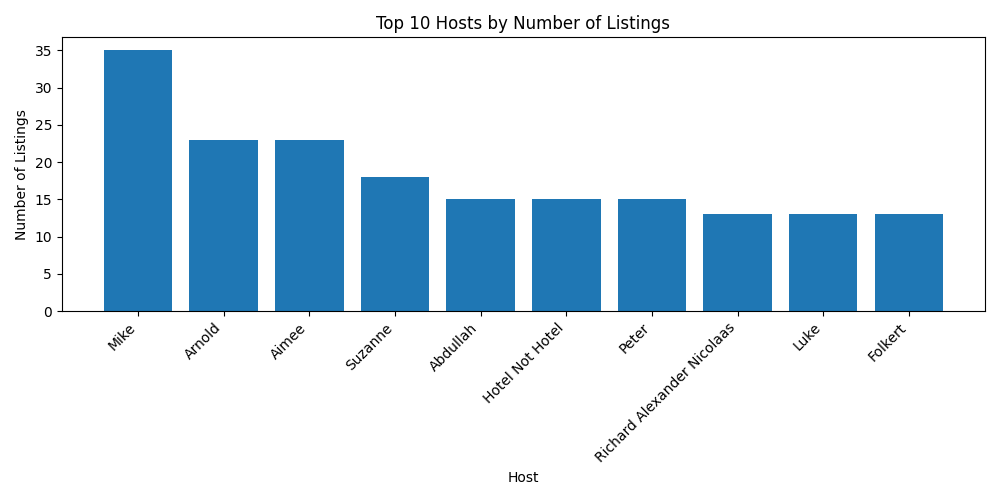 Top 10 Hosts by Number of Listings
Number of Listings
35
30
25
20
15
10
5
0
Mike
Arnold
Aimee
Suzanne
Abdullah
Hotel Not Hotel
Peter
Richard Alexander Nicolaas
Luke
Folkert
Host